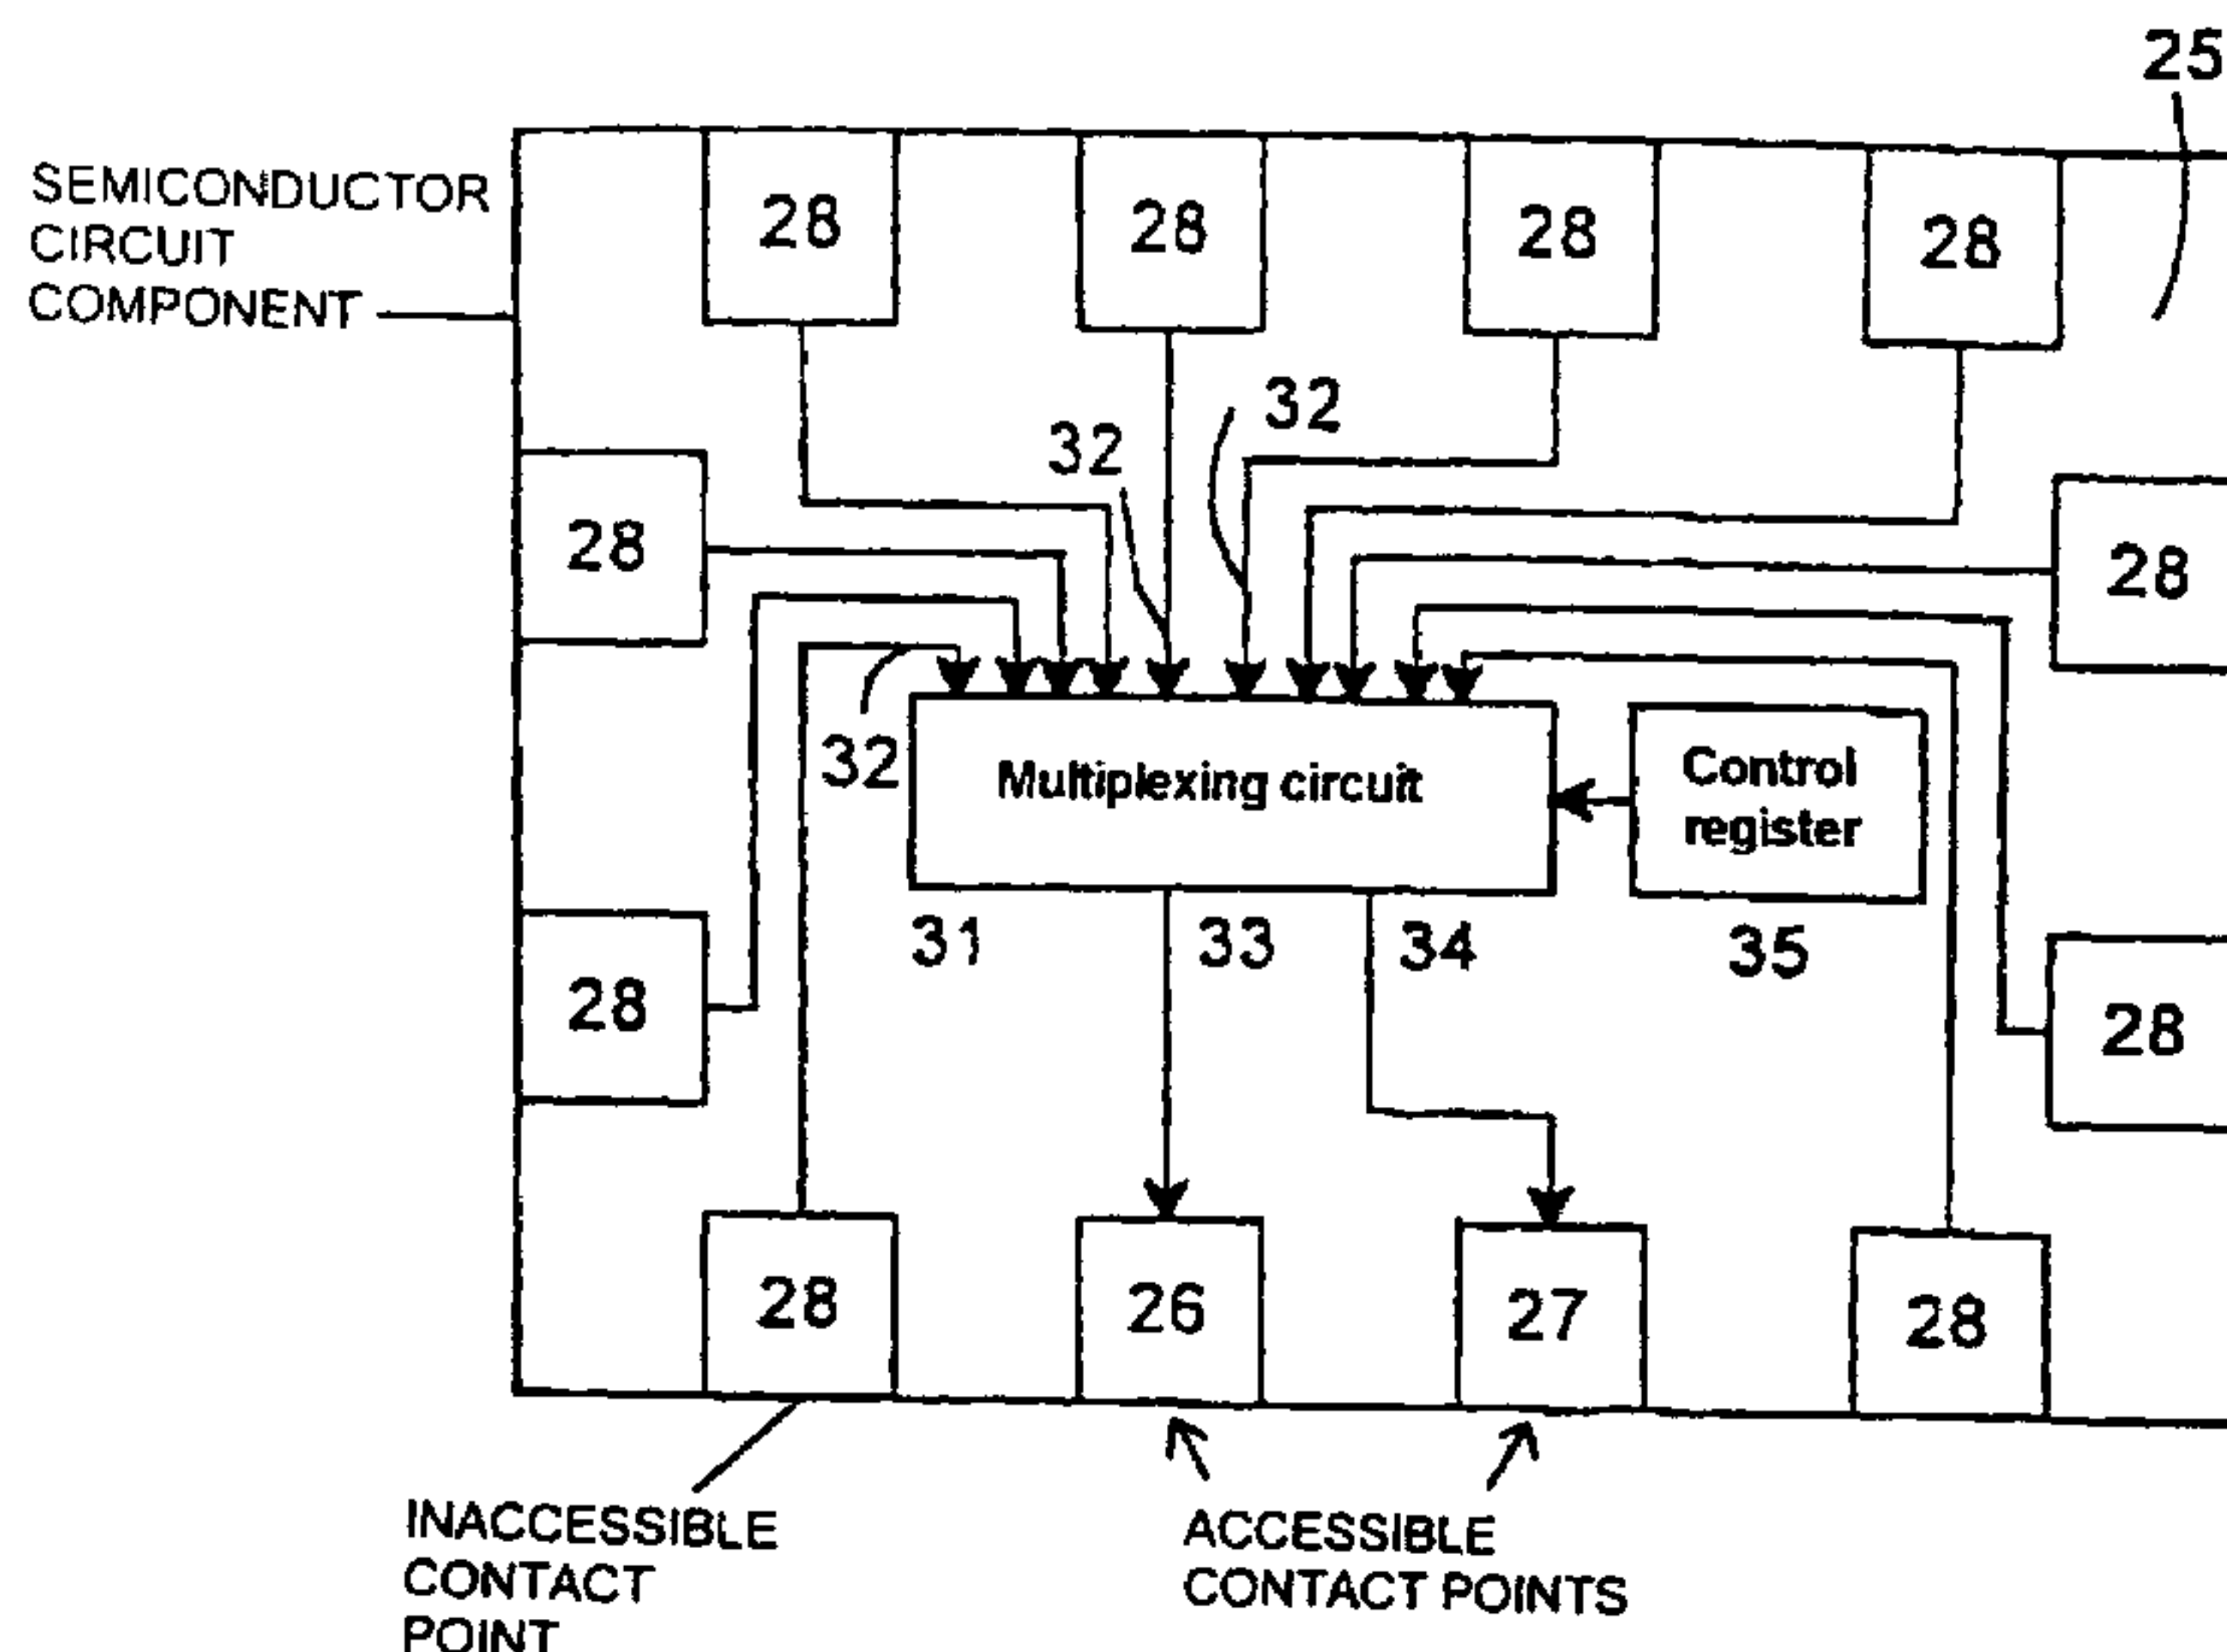 25
SEMICONDUCTOR
CIRCUIT
COMPONENT
28 28 28 28
32
32
28
28
32
Multiplexing circuit
Control
register
31 33 34 35
28
28
28 26 27 28
INACCESSIBLE
CONTACT
POINT
ACCESSIBLE
CONTACT POINTS